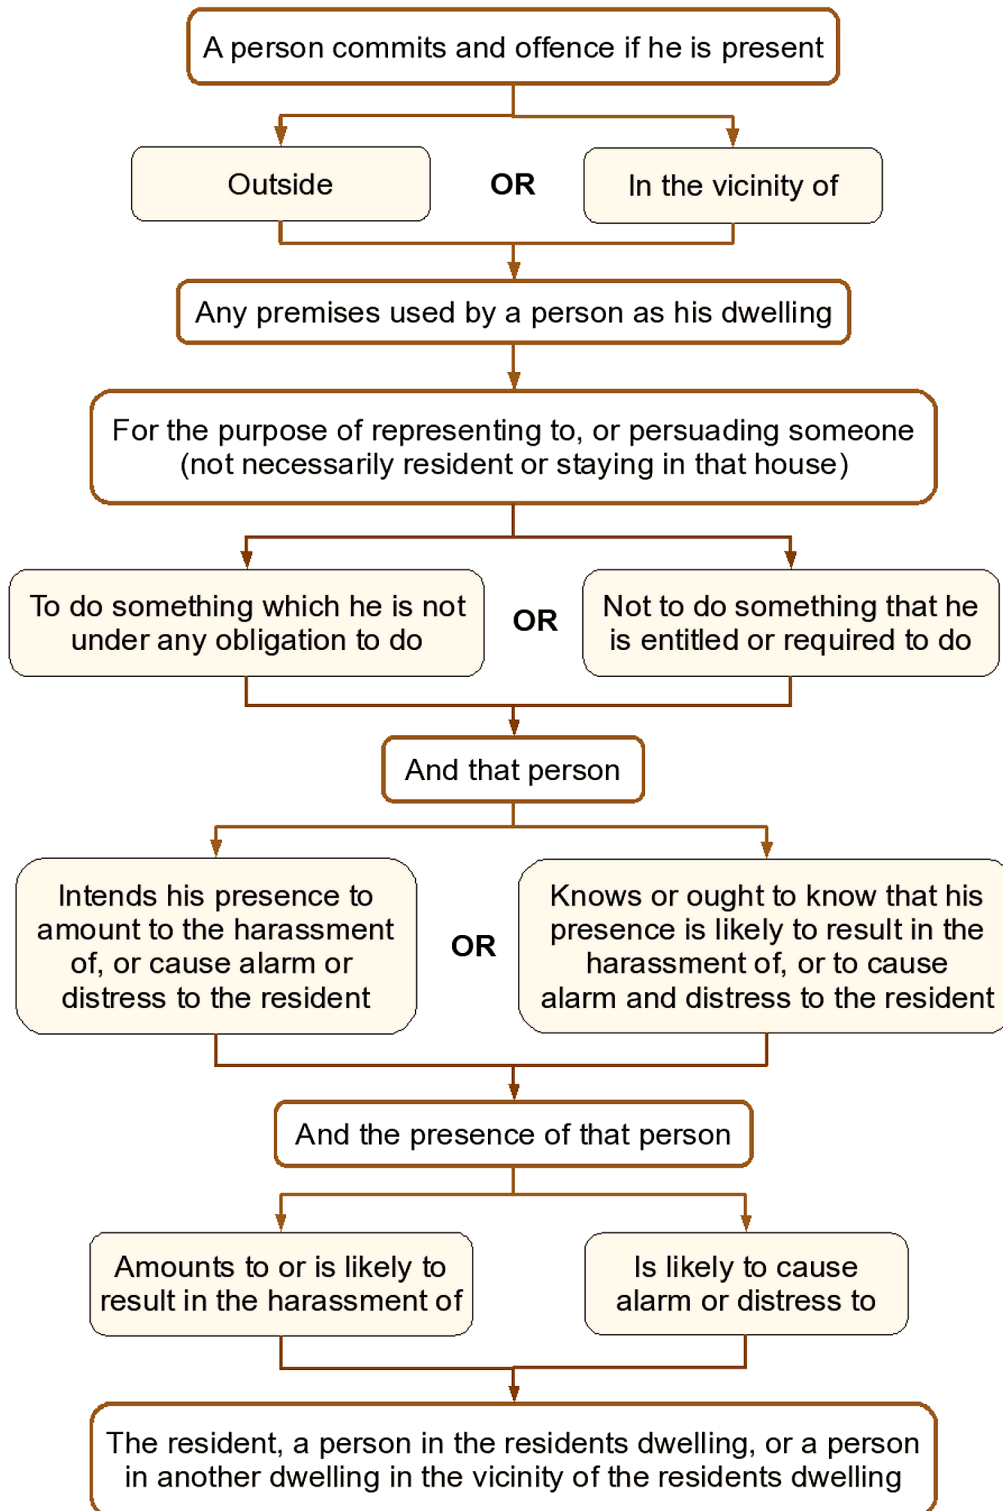 A person commits and offence if he is present
Outside
OR
In the vicinity of
Any premises used by a person as his dwelling
For the purpose of representing to, or persuading someone
(not necessarily resident or staying in that house)
To do something which he is not
under any obligation to do
OR
Not to do something that he
is entitled or required to do
And that person
Intends his presence to
amount to the harassment
of, or cause alarm or
distress to the resident
OR
Knows or ought to know that his
presence is likely to result in the
harassment of, or to cause
alarm and distress to the resident
And the presence of that person
Amounts to or is likely to
result in the harassment of
Is likely to cause
alarm or distress to
The resident, a person in the residents dwelling, or a person
in another dwelling in the vicinity of the residents dwelling